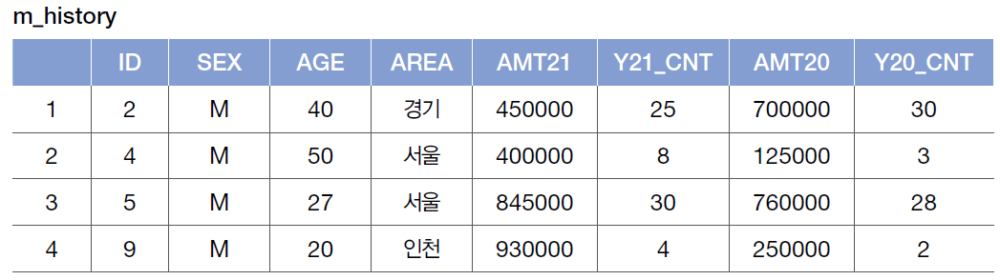 m_history
ID SEX AGE AREA AMT21 Y21_CNT AMT20 Y20_CNT
1 2 M 40 경기 450000 25 700000 30
2 4 M 50 서울 400000 8 125000 3
3 5 M 27 서울 845000 30 760000 28
4 9 M 20 인천 930000 4 250000 2